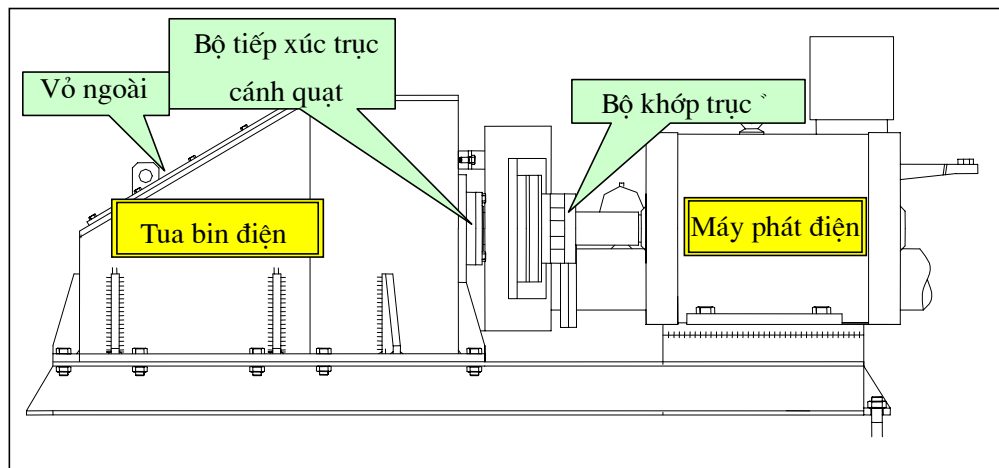 Bộ tiếp xúc trục
cánh quạt
Vỏ ngoài
Bộ khớp trục
Tua bin điện
Máy phát điện